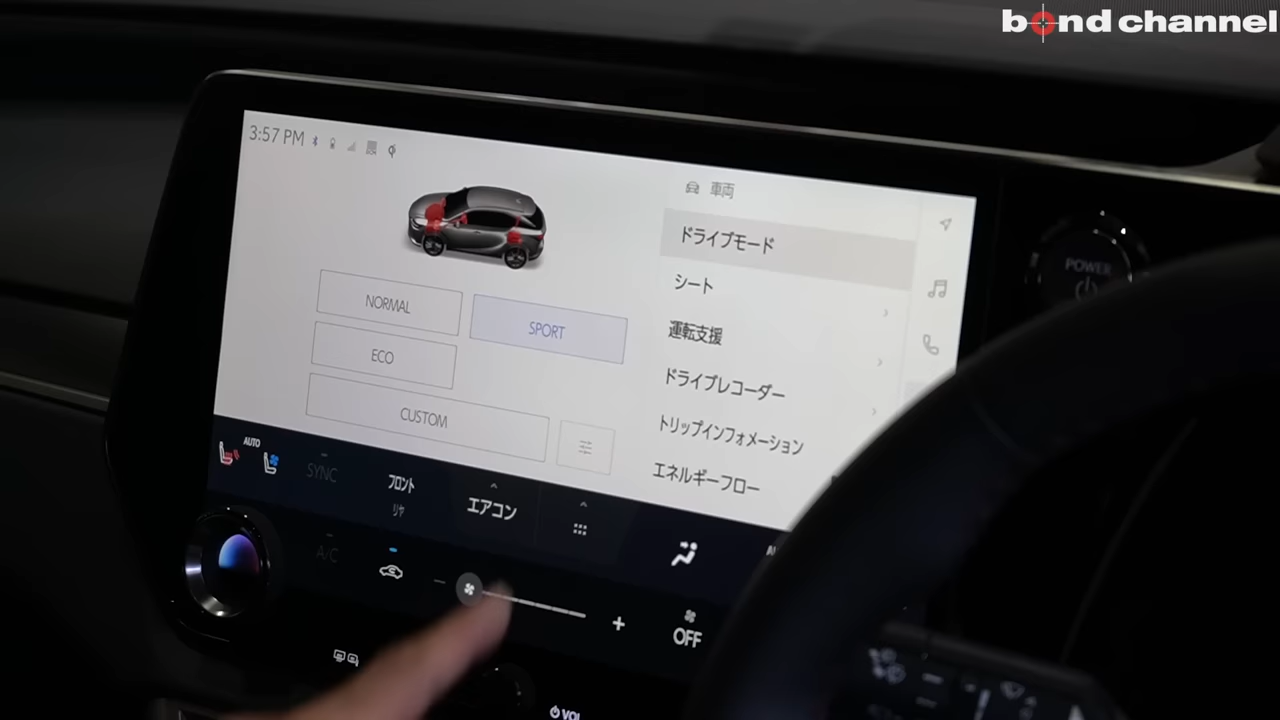 bond channel
3:57 PM
車両
ドライブモード
シート
運転支援
ドライブレコーダー
トリップインフォメーション
エネルギーフロー
NORMAL
SPORT
ECO
CUSTOM
POWER
AUTO
SYNC
フロント
リヤ
エアコン
A/C
OFF